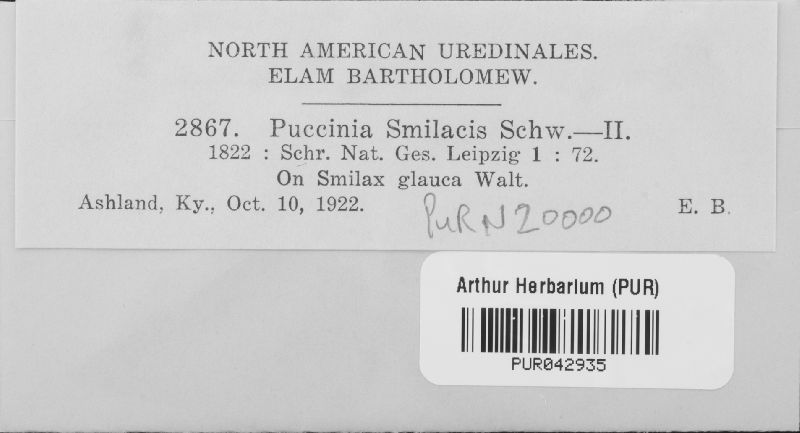 NORTH AMERICAN UREDINALES.
ELAM BARTHOLOMEW.
2867. Puccinia Smilacis Schw.—II.
1822 : Schr. Nat. Ges. Leipzig 1 : 72.
On Smilax glauca Walt.
Ashland, Ky., Oct. 10, 1922. E. B.
PURN20000
Arthur Herbarium (PUR)
PUR042935